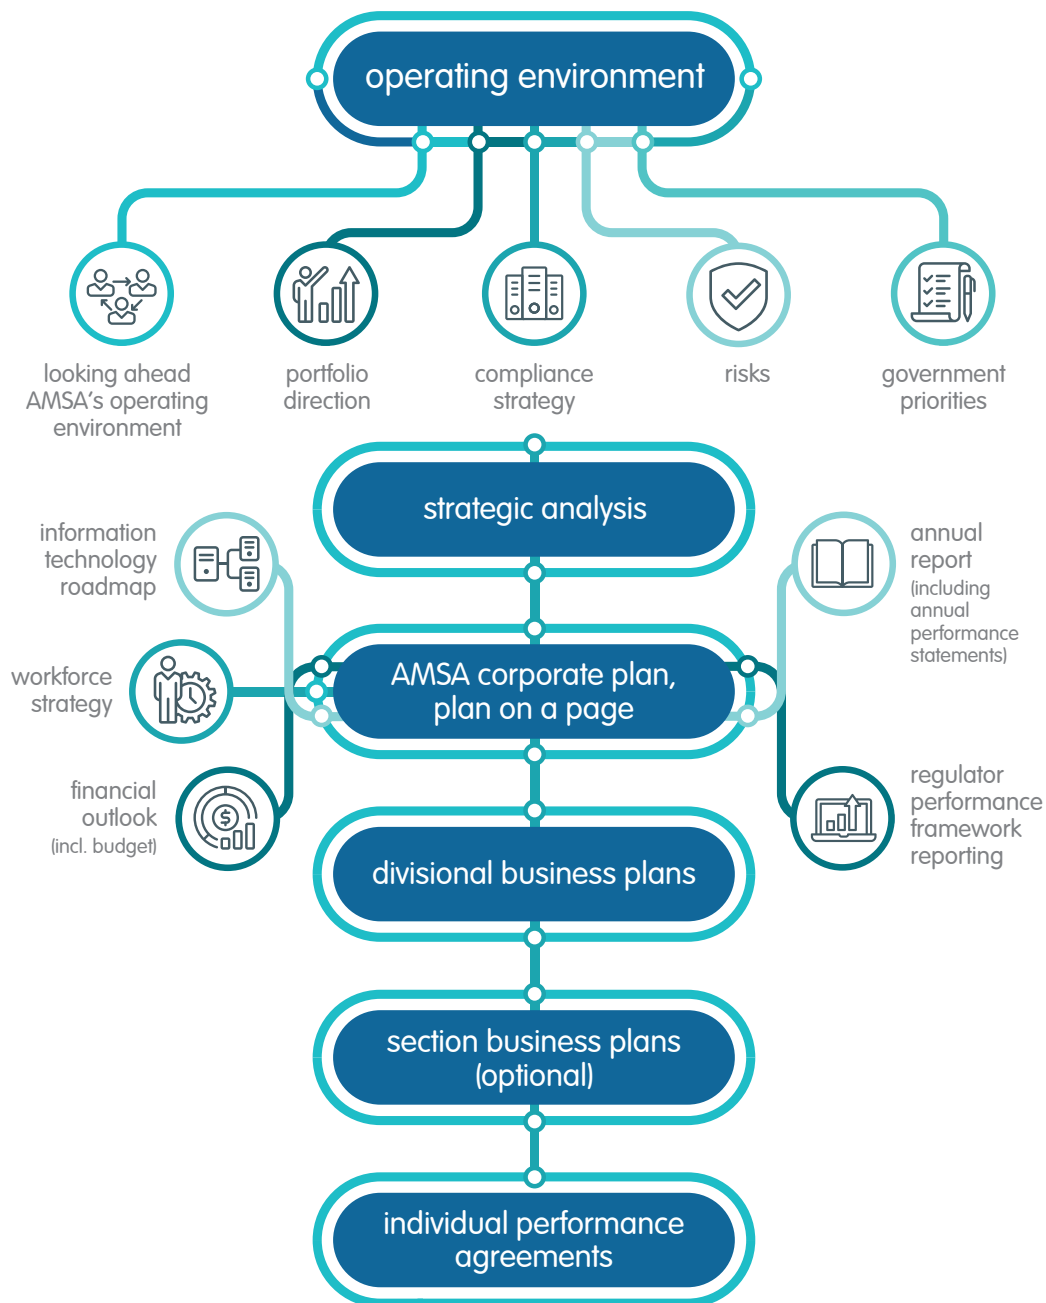 operating environment
looking ahead
AMSA's operating
environment
portfolio
direction
compliance
strategy
risks
government
priorities
strategic analysis
information
technology
roadmap
annual
report
(including
annual
performance
statements)
workforce
strategy
AMSA corporate plan,
plan on a page
financial
outlook
(incl. budget)
$
regulator
performance
framework
reporting
divisional business plans
section business plans
(optional)
individual performance
agreements